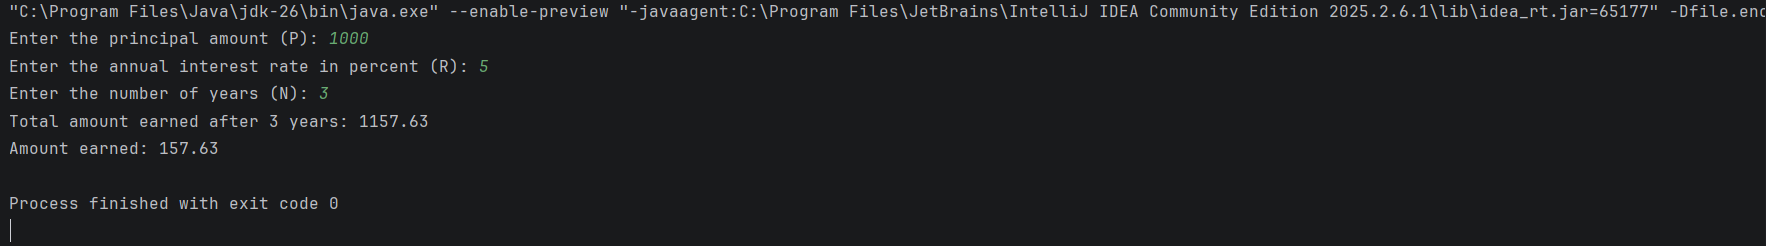 "C:\Program Files\Java\jdk-26\bin\java.exe" --enable-preview "-javaagent:C:\Program Files\JetBrains\IntelliJ IDEA Community Edition 2025.2.6.1\lib\idea_rt.jar=65177" -Dfile.enc
Enter the principal amount (P): 1000
Enter the annual interest rate in percent (R): 5
Enter the number of years (N): 3
Total amount earned after 3 years: 1157.63
Amount earned: 157.63
Process finished with exit code 0